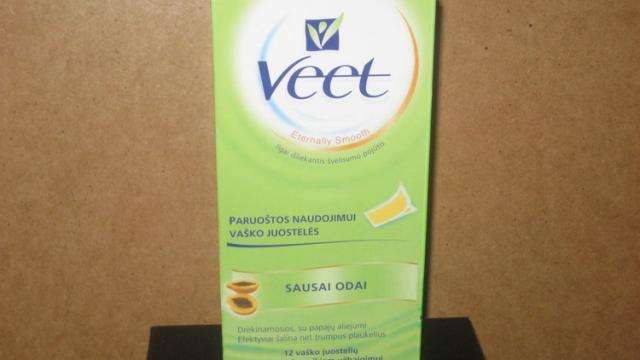 Veet
Eternally Smooth
Ilgai išliekantis švelnumo pojūtis
PARUOŠTOS NAUDOJIMUI
VAŠKO JUOSTELĖS
SAUSAI ODAI
Drėkinamosios, su papajų aliejumi
Efektyviai šalina net trumpus plaukelius
12 vaško juostelių